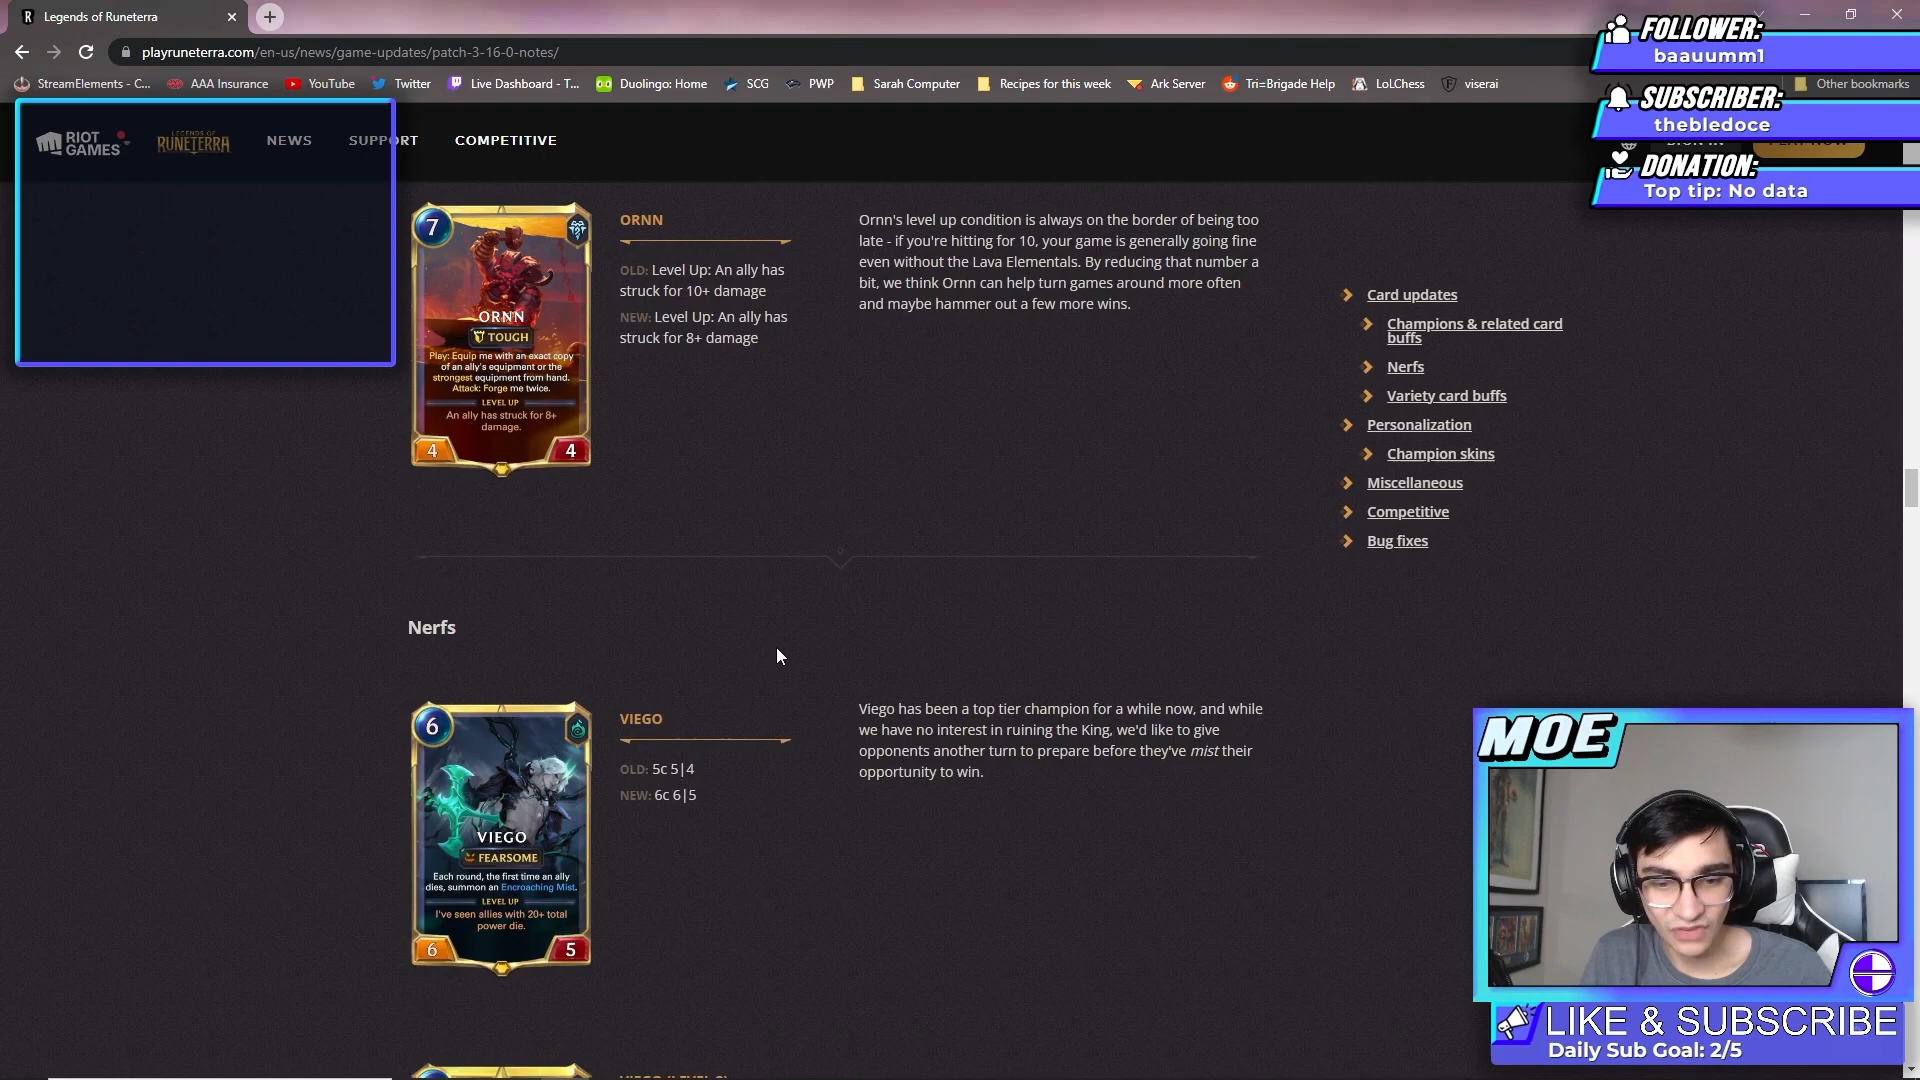 Legends of Runeterra
playruneterra.com/en-us/news/game-updates/patch-3-16-0-notes/
StreamElements - C... AAA Insurance YouTube Twitter Live Dashboard - T... Duolingo: Home SCG PWP Sarah Computer Recipes for this week Ark Server Tri=Brigade Help LoLChess viserai Other bookmarks
FOLLOWER:
baauumm1
SUBSCRIBER:
thebledoce
DONATION:
Top tip: No data
RIOT GAMES LEGENDS OF RUNETERRA NEWS SUPPORT COMPETITIVE
SIGN IN PLAY NOW
7
ORNN
TOUGH
Play: Equip me with an exact copy
of an ally's equipment or the
strongest equipment from hand.
Attack: Forge me twice.
LEVEL UP
An ally has struck for 8+
damage.
4 4
ORNN
OLD: Level Up: An ally has
struck for 10+ damage
NEW: Level Up: An ally has
struck for 8+ damage
Ornn's level up condition is always on the border of being too
late - if you're hitting for 10, your game is generally going fine
even without the Lava Elementals. By reducing that number a
bit, we think Ornn can help turn games around more often
and maybe hammer out a few more wins.
Card updates
Champions & related card
buffs
Nerfs
Variety card buffs
Personalization
Champion skins
Miscellaneous
Competitive
Bug fixes
Nerfs
6
VIEGO
FEARSOME
Each round, the first time an ally
dies, summon an Encroaching Mist.
LEVEL UP
I've seen allies with 20+ total
power die.
6 5
VIEGO
OLD: 5c 5|4
NEW: 6c 6|5
Viego has been a top tier champion for a while now, and while
we have no interest in ruining the King, we'd like to give
opponents another turn to prepare before they've mist their
opportunity to win.
MOE
LIKE & SUBSCRIBE
Daily Sub Goal: 2/5